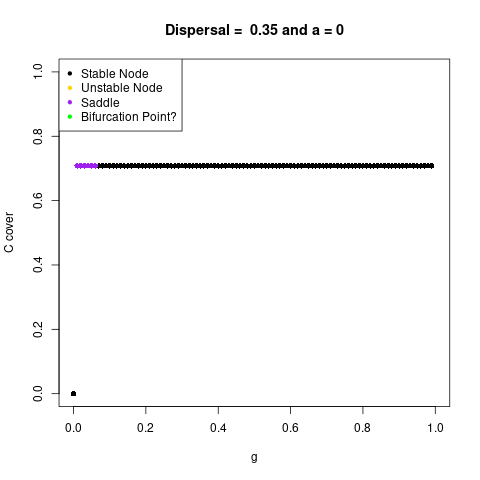 Dispersal =  0.35 and a = 0
Stable Node
Unstable Node
Saddle
Bifurcation Point?
C cover
1.0
0.8
0.6
0.4
0.2
0.0
0.0 0.2 0.4 0.6 0.8 1.0
g